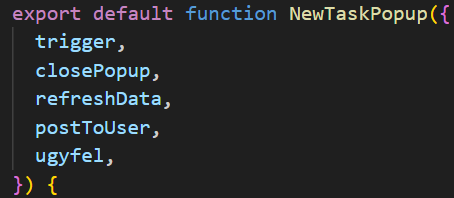 export default function NewTaskPopup({
  trigger,
  closePopup,
  refreshData,
  postToUser,
  ugyfel,
}) {